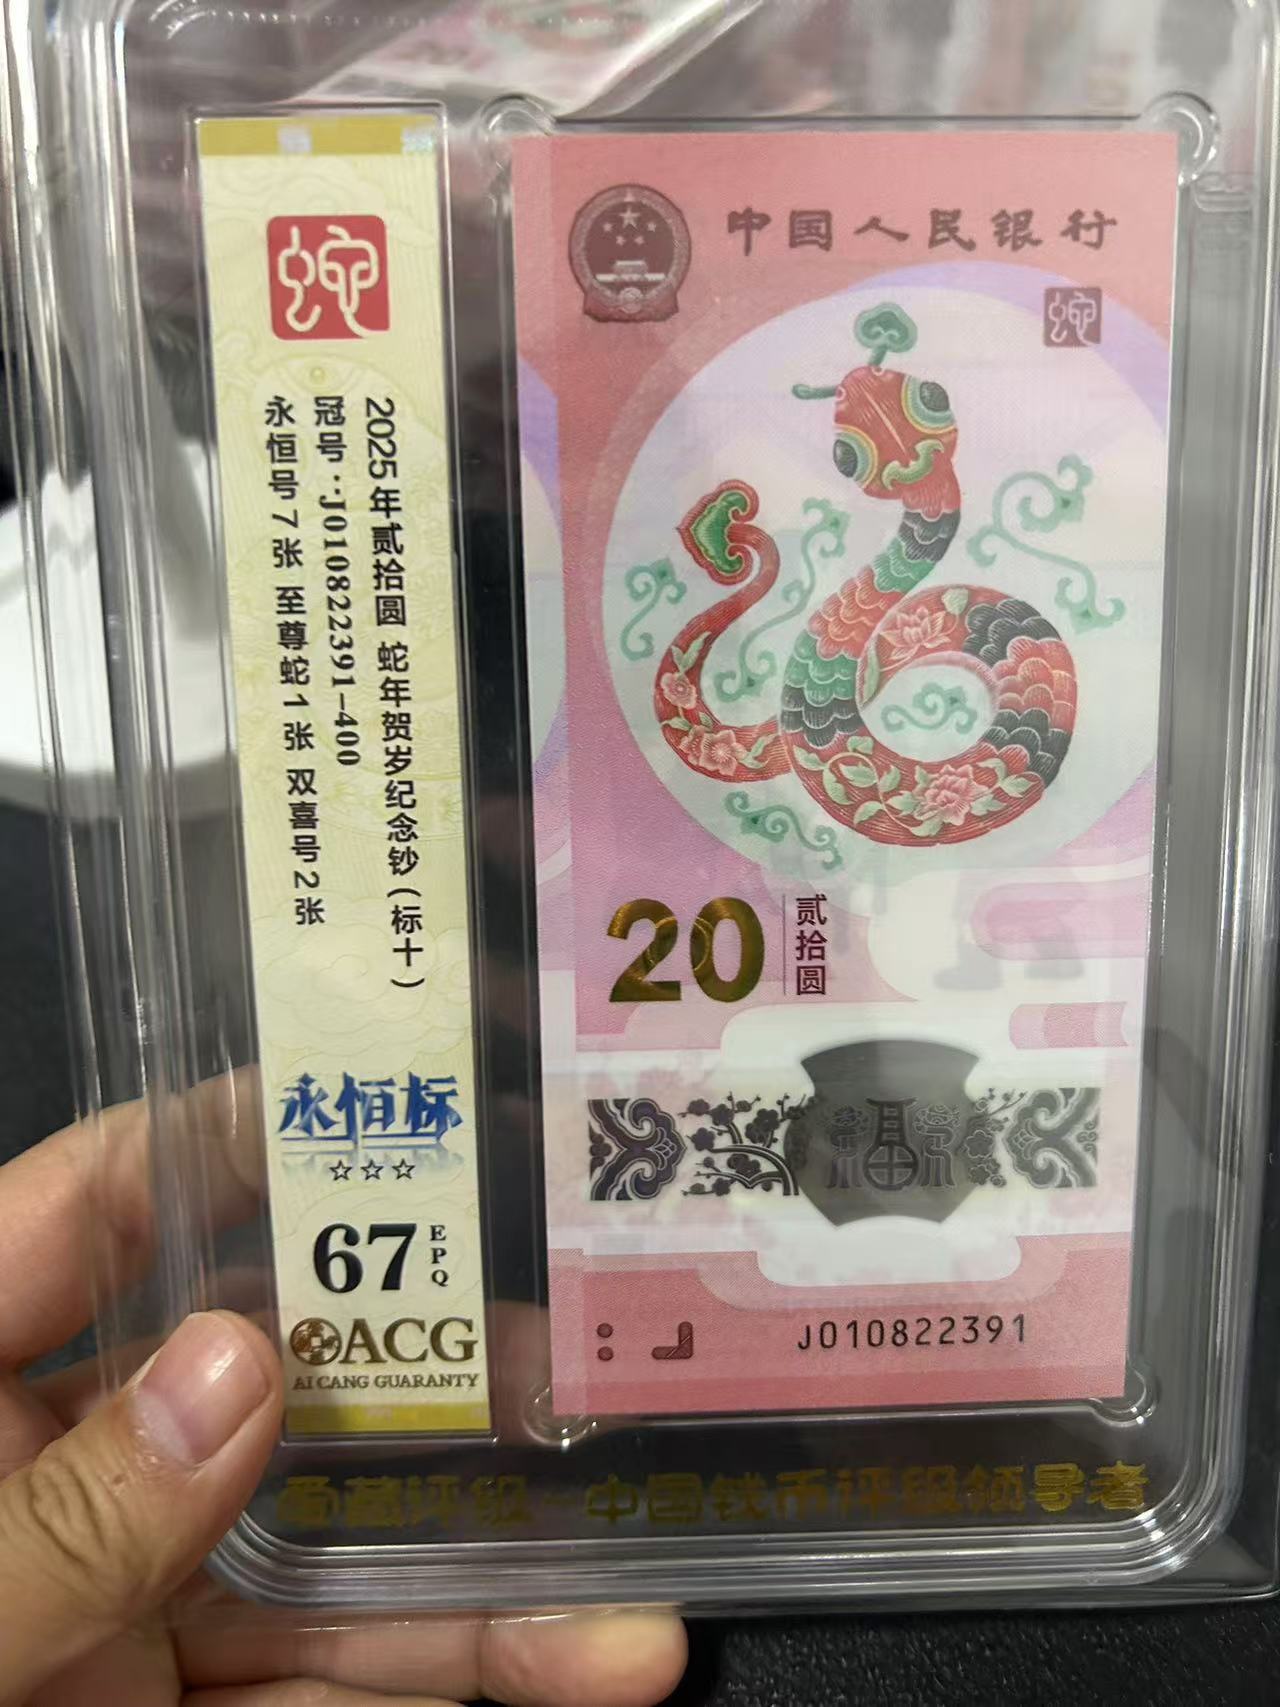 蛇
2025年贰拾圆 蛇年贺岁纪念钞(标十)
冠号:J010822391-400
永恒号7张 至尊蛇1张 双喜号2张
永恒标
☆☆☆
67
EPQ
ACG
AI CANG GUARANTY
中国人民银行
蛇
20
贰拾圆
福
J010822391
爱藏评级-中国钱币评级领导者